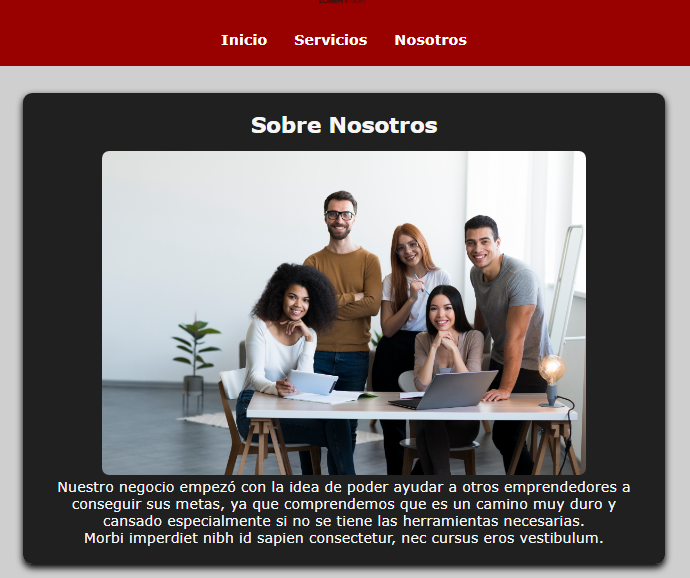 Inicio Servicios Nosotros
Sobre Nosotros
Nuestro negocio empezó con la idea de poder ayudar a otros emprendedores a
conseguir sus metas, ya que comprendemos que es un camino muy duro y
cansado especialmente si no se tiene las herramientas necesarias.
Morbi imperdiet nibh id sapien consectetur, nec cursus eros vestibulum.